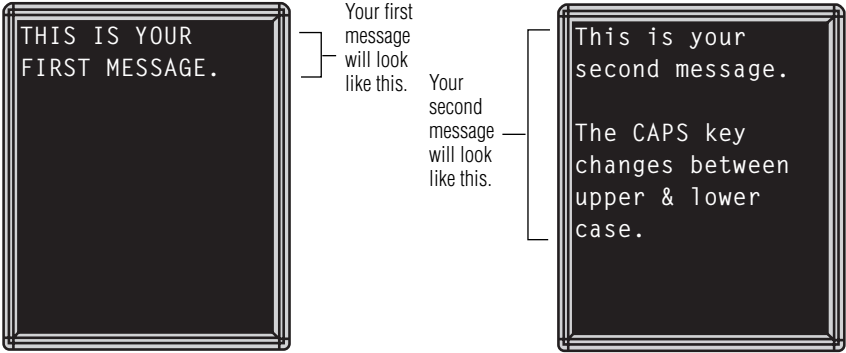 THIS IS YOUR
FIRST MESSAGE.
Your first
message
will look
like this.
Your
second
message
will look
like this.
This is your
second message.
The CAPS key
changes between
upper & lower
case.